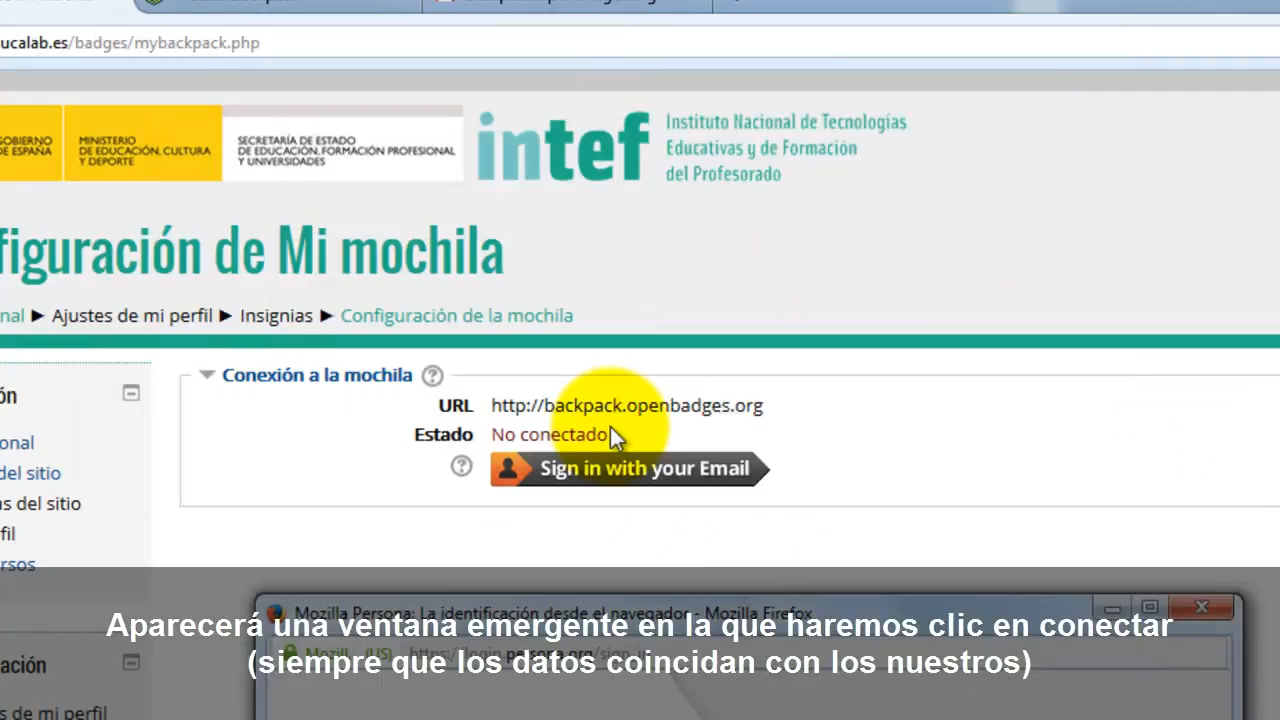 ucalab.es/badges/mybackpack.php
GOBIERNO
DE ESPAÑA
MINISTERIO
DE EDUCACIÓN, CULTURA
Y DEPORTE
SECRETARÍA DE ESTADO
DE EDUCACIÓN, FORMACIÓN PROFESIONAL
Y UNIVERSIDADES
intef
Instituto Nacional de Tecnologías
Educativas y de Formación
del Profesorado
figuración de Mi mochila
nal ▶ Ajustes de mi perfil ▶ Insignias ▶ Configuración de la mochila
ón
onal
del sitio
as del sitio
fil
rsos
ación
s de mi perfil
Conexión a la mochila
URL http://backpack.openbadges.org
Estado No conectado
Sign in with your Email
Mozilla Persona: La identificación desde el navegador - Mozilla Firefox
Aparecerá una ventana emergente en la que haremos clic en conectar
(siempre que los datos coincidan con los nuestros)